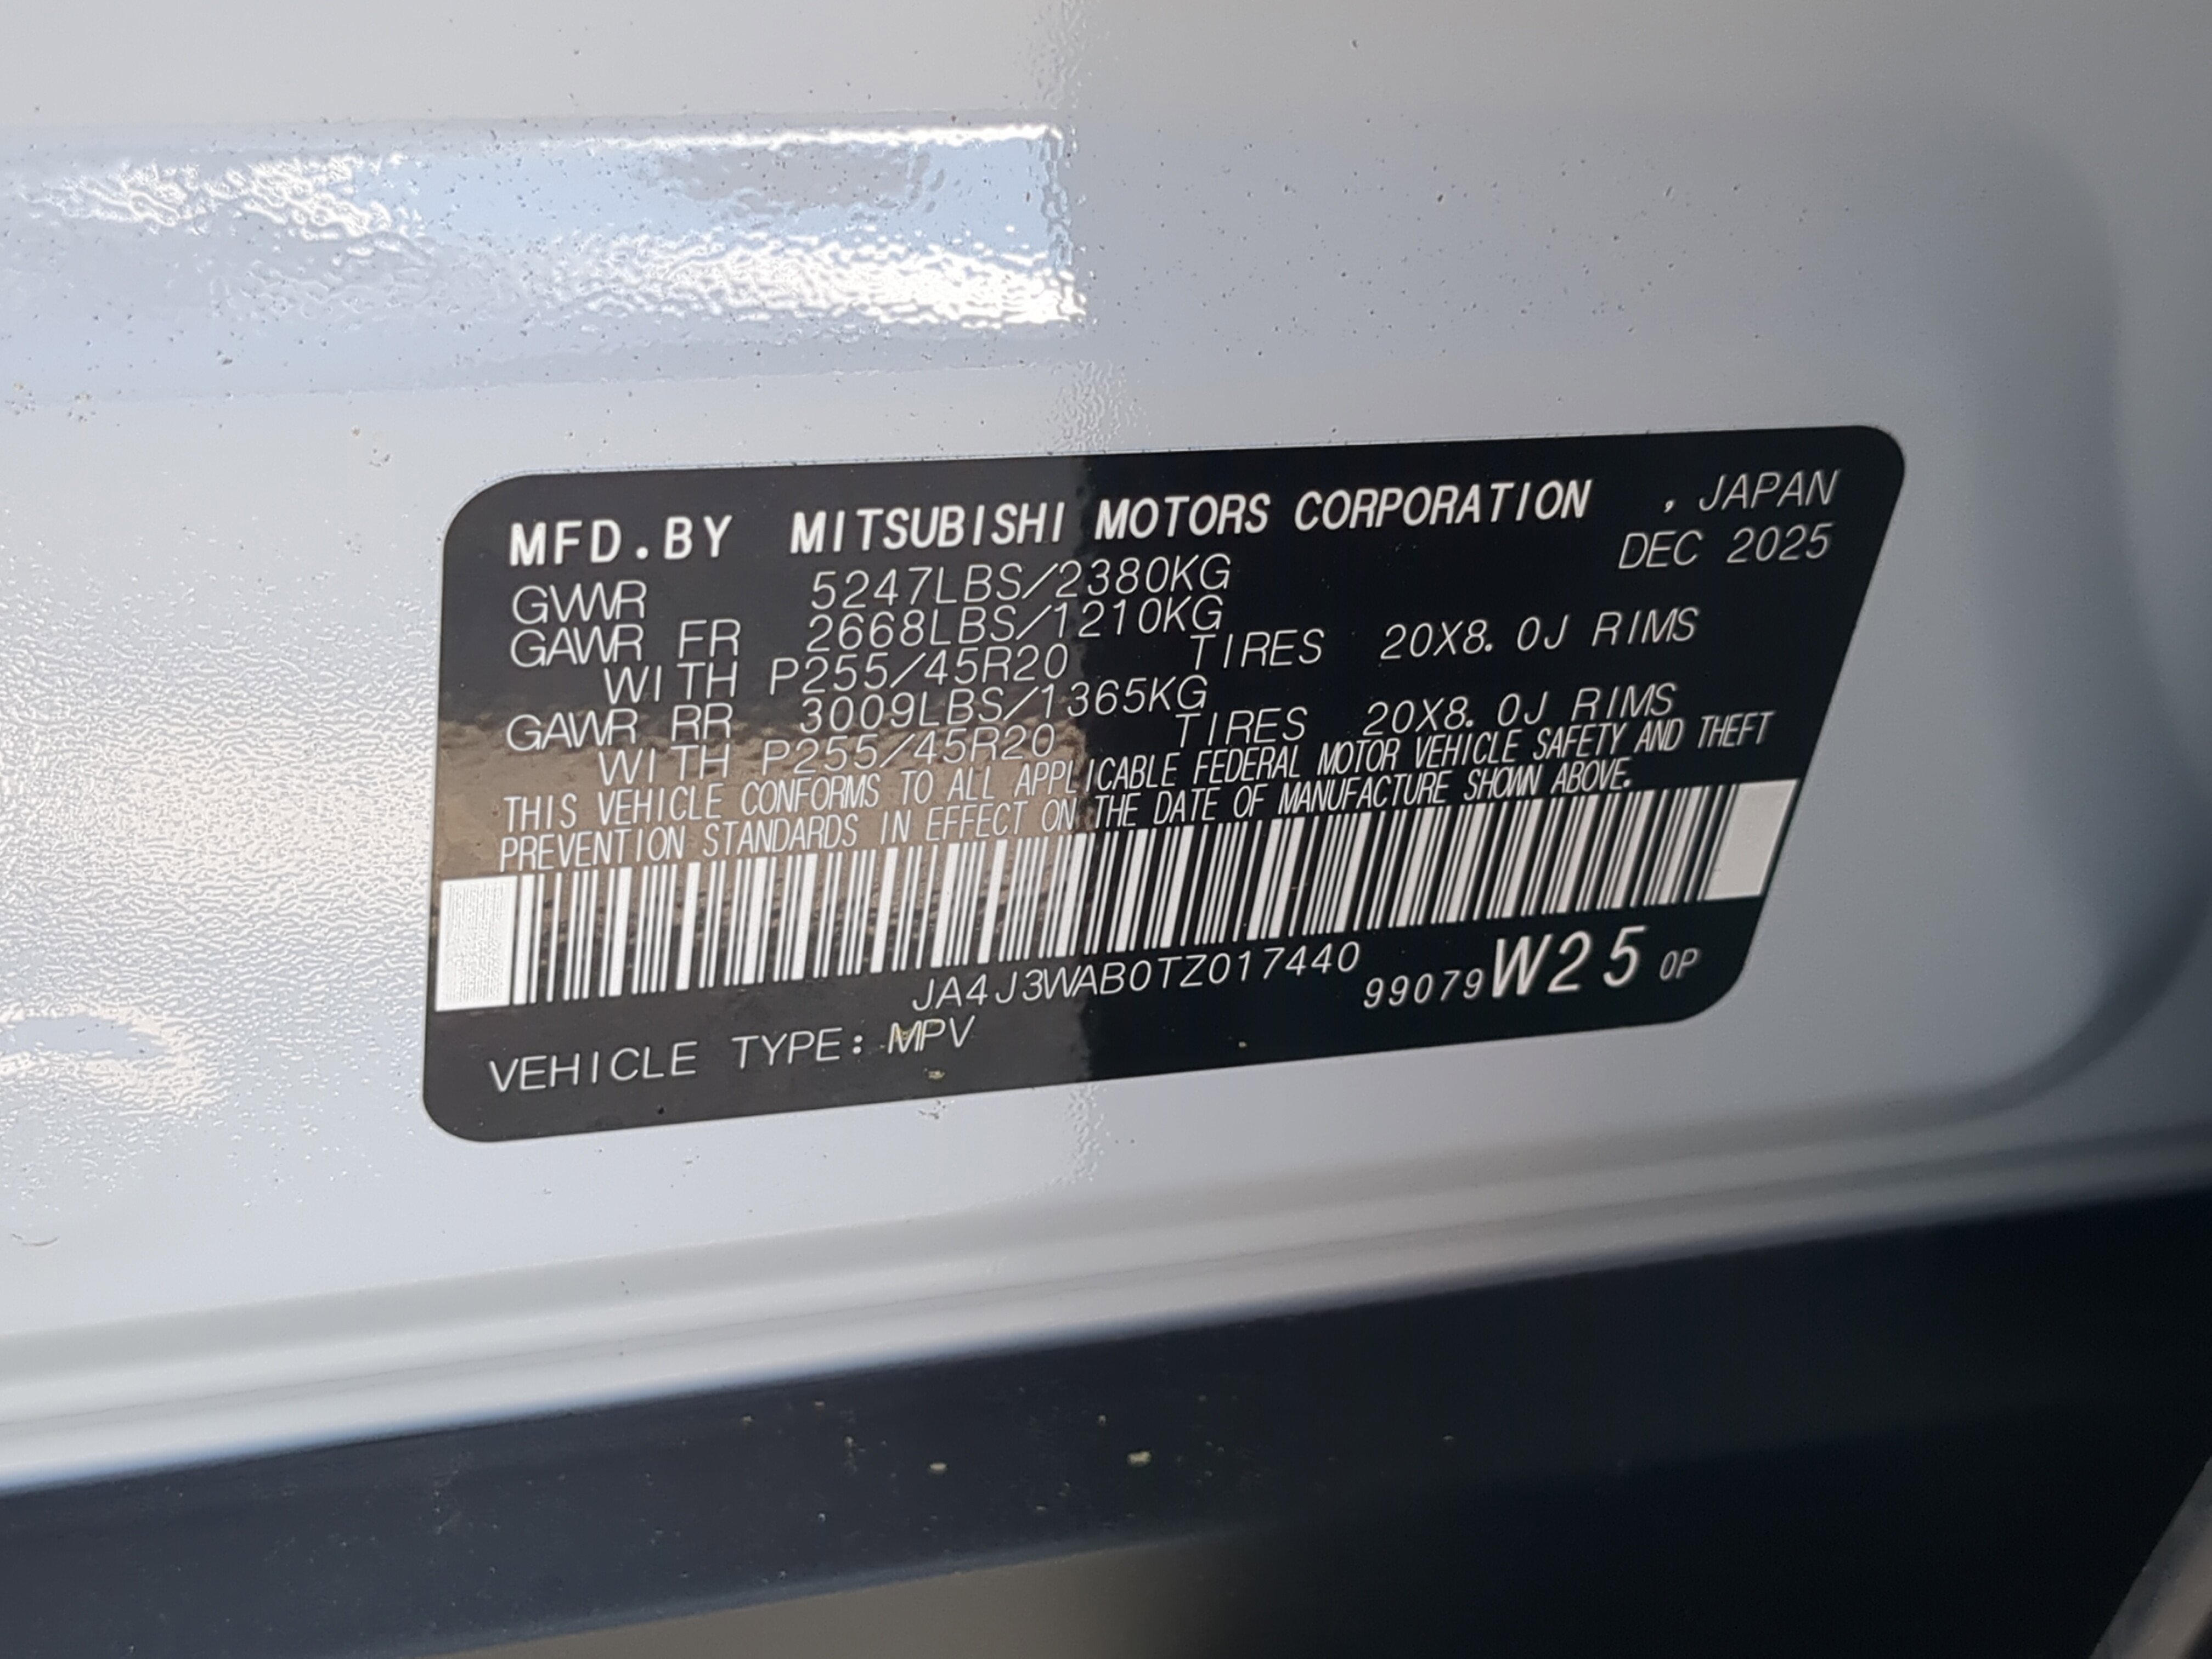 MFD.BY MITSUBISHI MOTORS CORPORATION , JAPAN
DEC 2025
GVWR 5247LBS/2380KG
GAWR FR 2668LBS/1210KG
WITH P255/45R20 TIRES 20X8.0J RIMS
GAWR RR 3009LBS/1365KG
WITH P255/45R20 TIRES 20X8.0J RIMS
THIS VEHICLE CONFORMS TO ALL APPLICABLE FEDERAL MOTOR VEHICLE SAFETY AND THEFT
PREVENTION STANDARDS IN EFFECT ON THE DATE OF MANUFACTURE SHOWN ABOVE.
JA4J3WAB0TZ017440
99079 W25 0P
VEHICLE TYPE: MPV